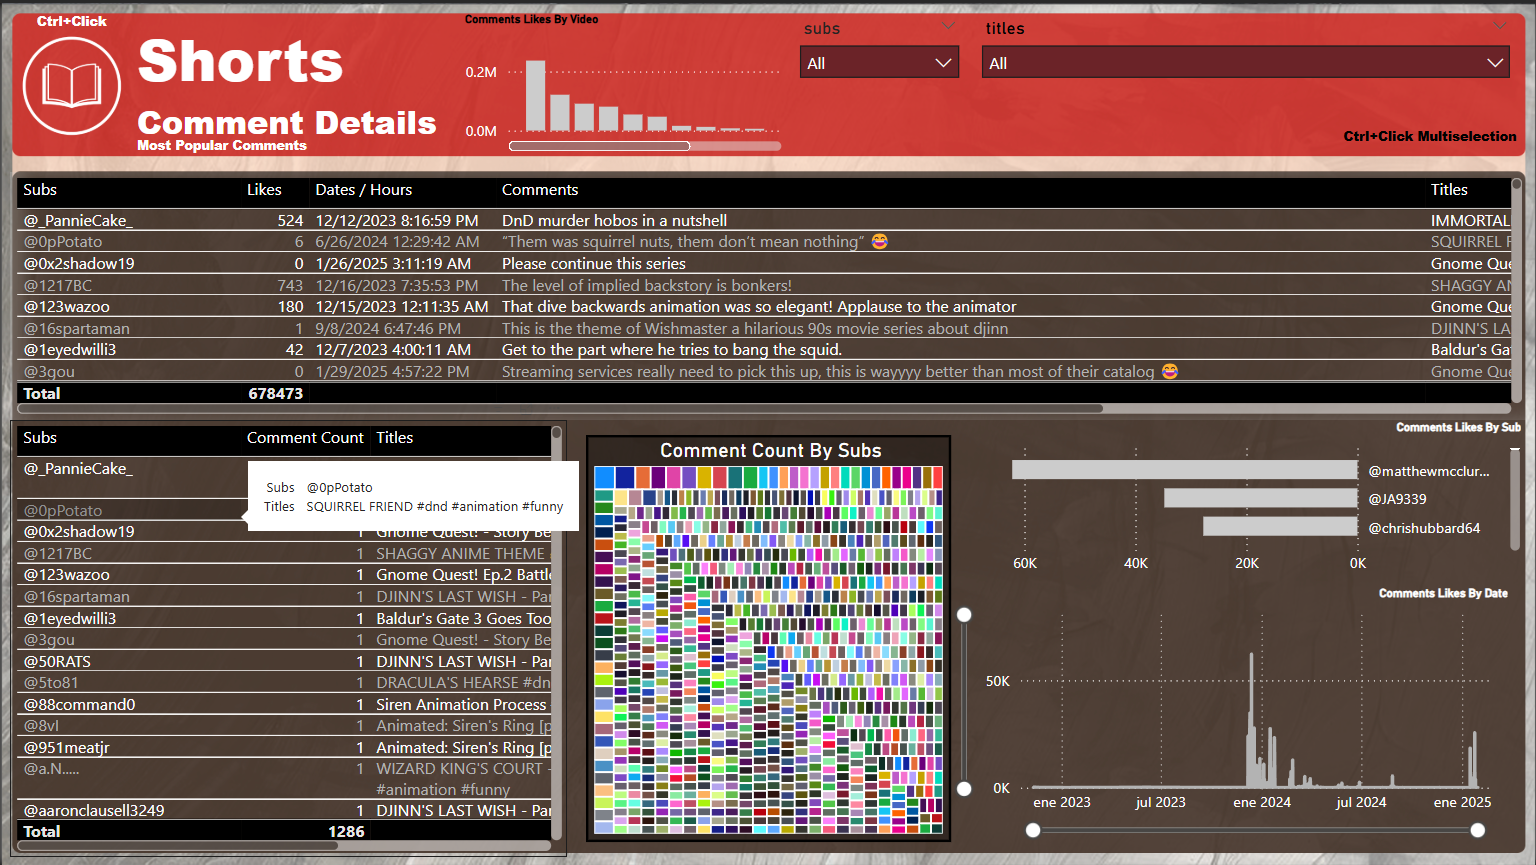 Ctrl+Click
Shorts
Comment Details
Most Popular Comments
Comments Likes By Video
0.2M
0.0M
subs
All
titles
All
Ctrl+Click Multiselection
Subs Likes Dates / Hours Comments Titles
@_PannieCake_ 524 12/12/2023 8:16:59 PM DnD murder hobos in a nutshell IMMORTAL
@0pPotato 6 6/26/2024 12:29:42 AM “Them was squirrel nuts, them don’t mean nothing” 😂 SQUIRREL F
@0x2shadow19 0 1/26/2025 3:11:19 AM Please continue this series Gnome Que
@1217BC 743 12/16/2023 7:35:53 PM The level of implied backstory is bonkers! SHAGGY AN
@123wazoo 180 12/15/2023 12:11:35 AM That dive backwards animation was so elegant! Applause to the animator Gnome Que
@16spartaman 1 9/8/2024 6:47:46 PM This is the theme of Wishmaster a hilarious 90s movie series about djinn DJINN'S LA
@1eyedwilli3 42 12/7/2023 4:00:11 AM Get to the part where he tries to bang the squid. Baldur's Ga
@3gou 0 1/29/2025 4:57:22 PM Streaming services really need to pick this up, this is wayyyy better than most of their catalog 😂 Gnome Que
Total 678473
Subs Comment Count Titles
@_PannieCake_
@0pPotato
Subs @0pPotato
Titles SQUIRREL FRIEND #dnd #animation #funny
@0x2shadow19 1 Gnome Quest! - Story Be
@1217BC 1 SHAGGY ANIME THEME
@123wazoo 1 Gnome Quest! Ep.2 Battl
@16spartaman 1 DJINN'S LAST WISH - Par
@1eyedwilli3 1 Baldur's Gate 3 Goes Too
@3gou 1 Gnome Quest! - Story Be
@50RATS 1 DJINN'S LAST WISH - Par
@5to81 1 DRACULA'S HEARSE #dn
@88command0 1 Siren Animation Process
@8vl 1 Animated: Siren's Ring [p
@951meatjr 1 Animated: Siren's Ring [p
@a.N..... 1 WIZARD KING'S COURT -
#animation #funny
@aaronclausell3249 1 DJINN'S LAST WISH - Par
Total 1286
Comment Count By Subs
Comments Likes By Sub
@matthewmcclur...
@JA9339
@chrishubbard64
60K 40K 20K 0K
Comments Likes By Date
50K
0K
ene 2023 jul 2023 ene 2024 jul 2024 ene 2025